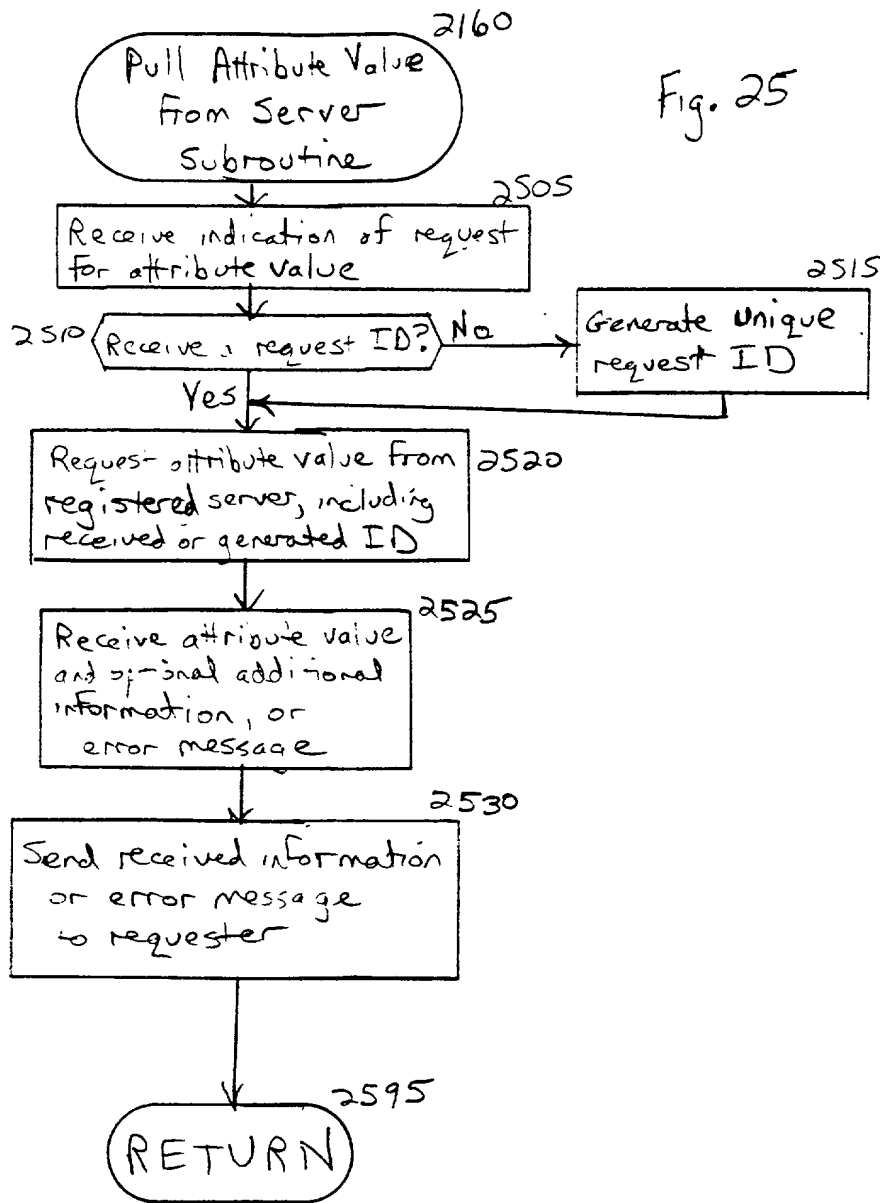 2160
Pull Attribute Value
From Server
Subroutine
Fig. 25
2505
Receive indication of request
for attribute value
2510
Receive a request ID?
No
2515
Generate Unique
request ID
Yes
Request attribute value from
registered server, including
received or generated ID
2520
2525
Receive attribute value
and optional additional
information, or
error message
2530
Send received information
or error message
to requester
2595
RETURN